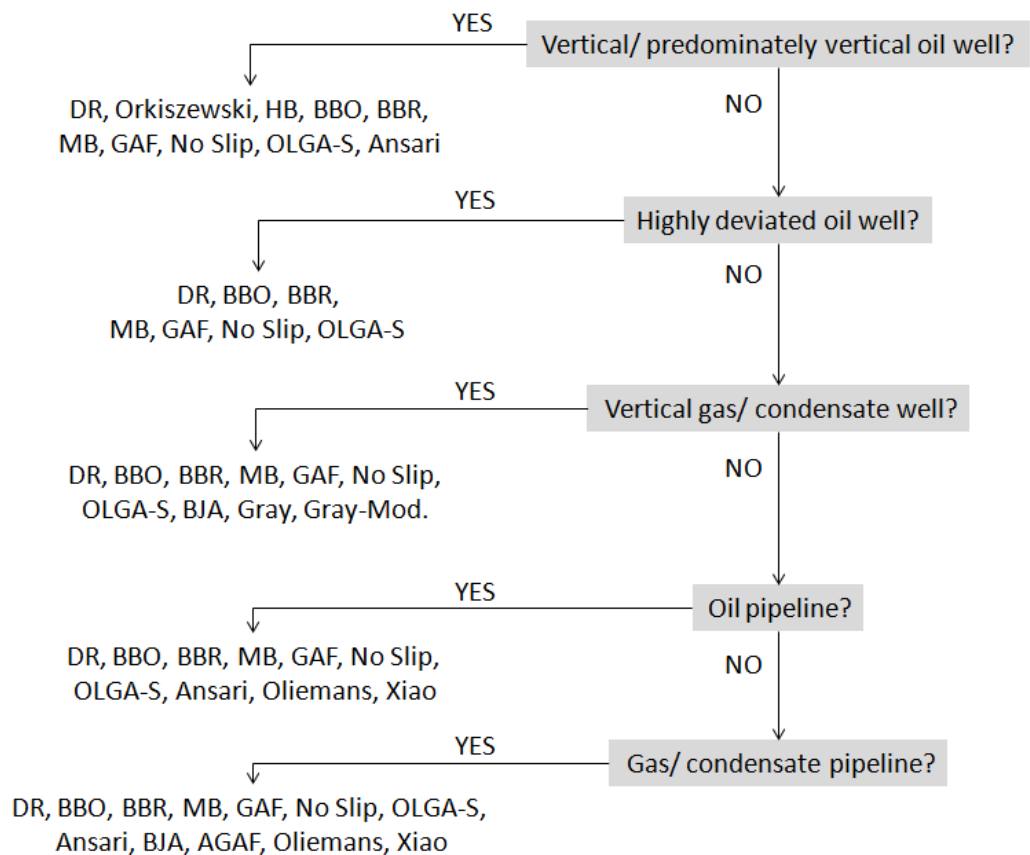 YES
Vertical/ predominately vertical oil well?
NO
DR, Orkiszewski, HB, BBO, BBR,
MB, GAF, No Slip, OLGA-S, Ansari
YES
Highly deviated oil well?
NO
DR, BBO, BBR,
MB, GAF, No Slip, OLGA-S
YES
Vertical gas/ condensate well?
NO
DR, BBO, BBR, MB, GAF, No Slip,
OLGA-S, BJA, Gray, Gray-Mod.
YES
Oil pipeline?
NO
DR, BBO, BBR, MB, GAF, No Slip,
OLGA-S, Ansari, Oliemans, Xiao
YES
Gas/ condensate pipeline?
DR, BBO, BBR, MB, GAF, No Slip, OLGA-S,
Ansari, BJA, AGAF, Oliemans, Xiao